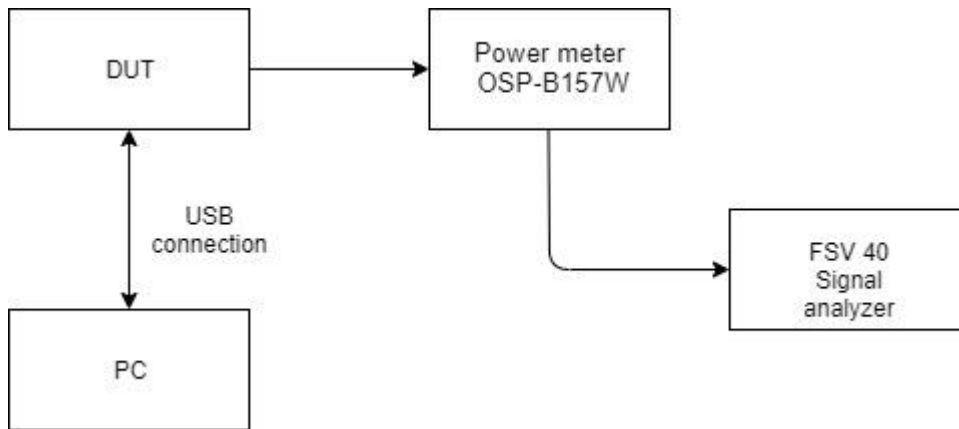 DUT
Power meter
OSP-B157W
USB
connection
FSV 40
Signal
analyzer
PC